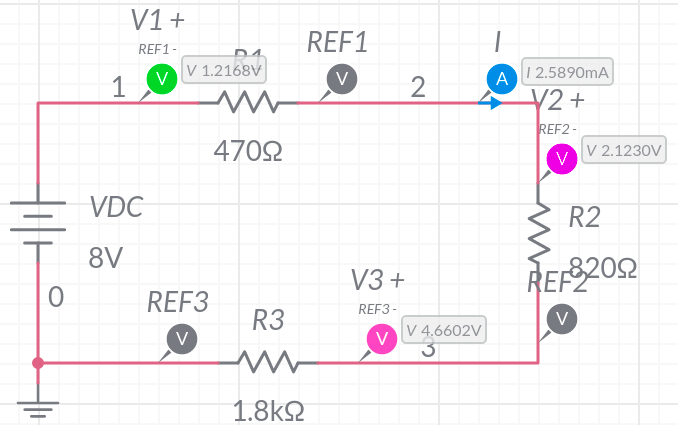 V1 +
REF1 -
V
V 1.2168V
R1
REF1
V
I
A
I 2.5890mA
1
2
470Ω
V2 +
REF2 -
V
V 2.1230V
VDC
8V
R2
820Ω
REF2
V
0
REF3
V
R3
1.8kΩ
V3 +
REF3 -
V
V 4.6602V
3